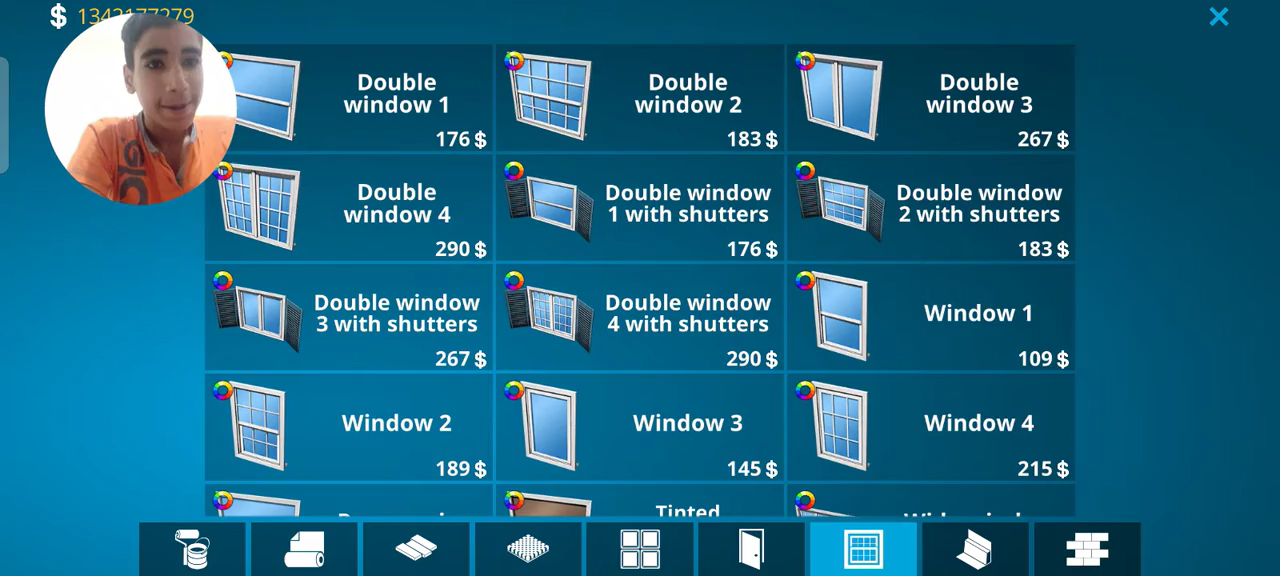 $ 1342177279
Double
window 1
176 $
Double
window 2
183 $
Double
window 3
267 $
Double
window 4
290 $
Double window
1 with shutters
176 $
Double window
2 with shutters
183 $
Double window
3 with shutters
267 $
Double window
4 with shutters
290 $
Window 1
109 $
Window 2
189 $
Window 3
145 $
Window 4
215 $
Tinted